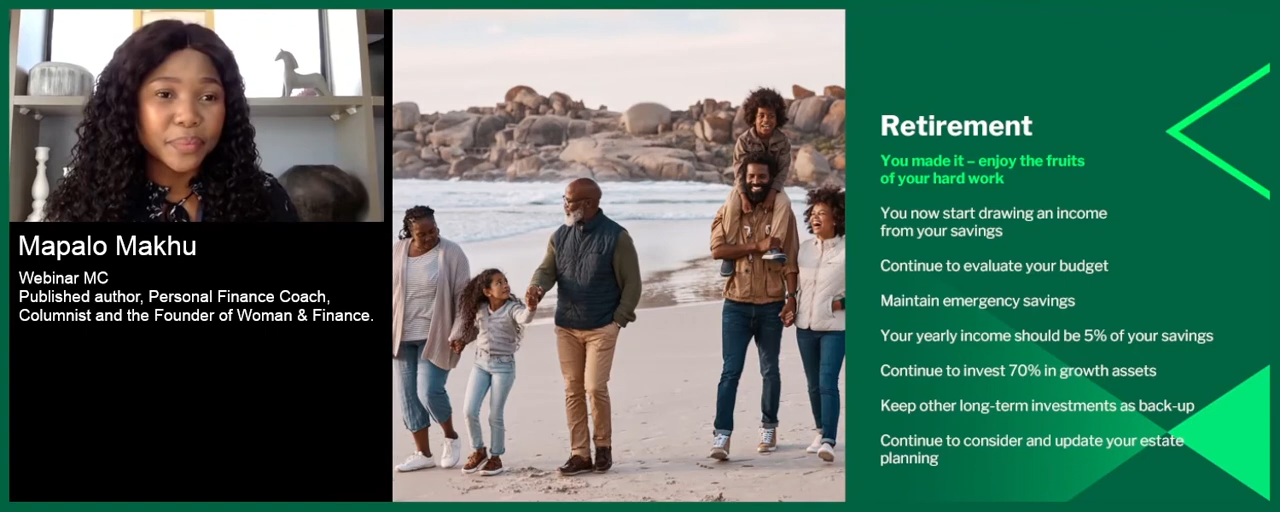 Mapalo Makhu
Webinar MC
Published author, Personal Finance Coach,
Columnist and the Founder of Woman & Finance.
Retirement
You made it – enjoy the fruits
of your hard work
You now start drawing an income
from your savings
Continue to evaluate your budget
Maintain emergency savings
Your yearly income should be 5% of your savings
Continue to invest 70% in growth assets
Keep other long-term investments as back-up
Continue to consider and update your estate
planning